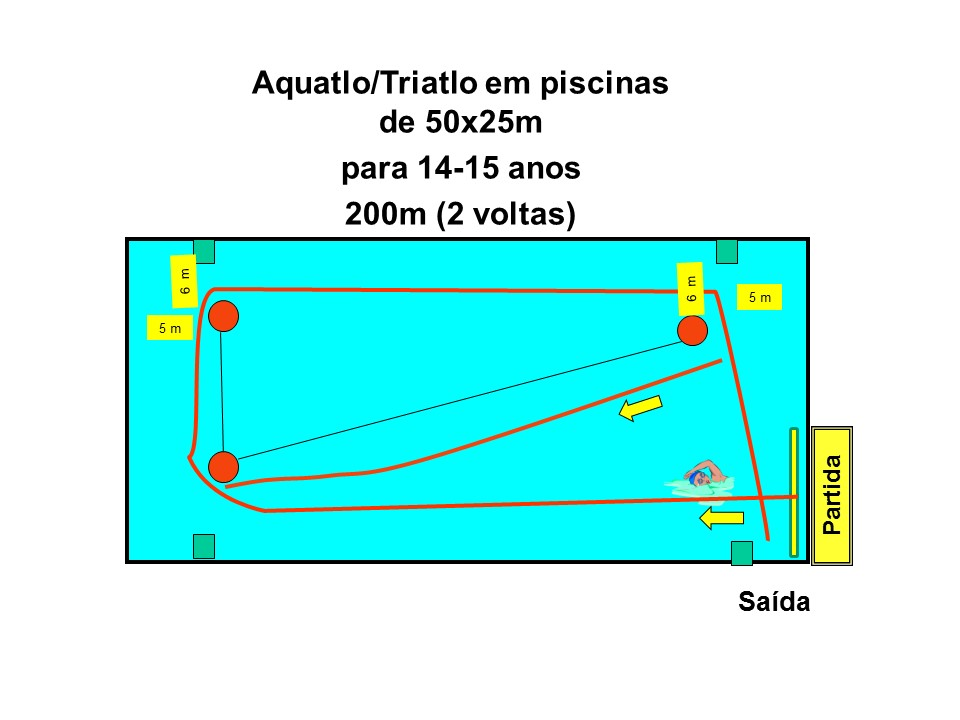 Aquatlo/Triatlo em piscinas
de 50x25m
para 14-15 anos
200m (2 voltas)
6 m
5 m
6 m
5 m
Partida
Saída